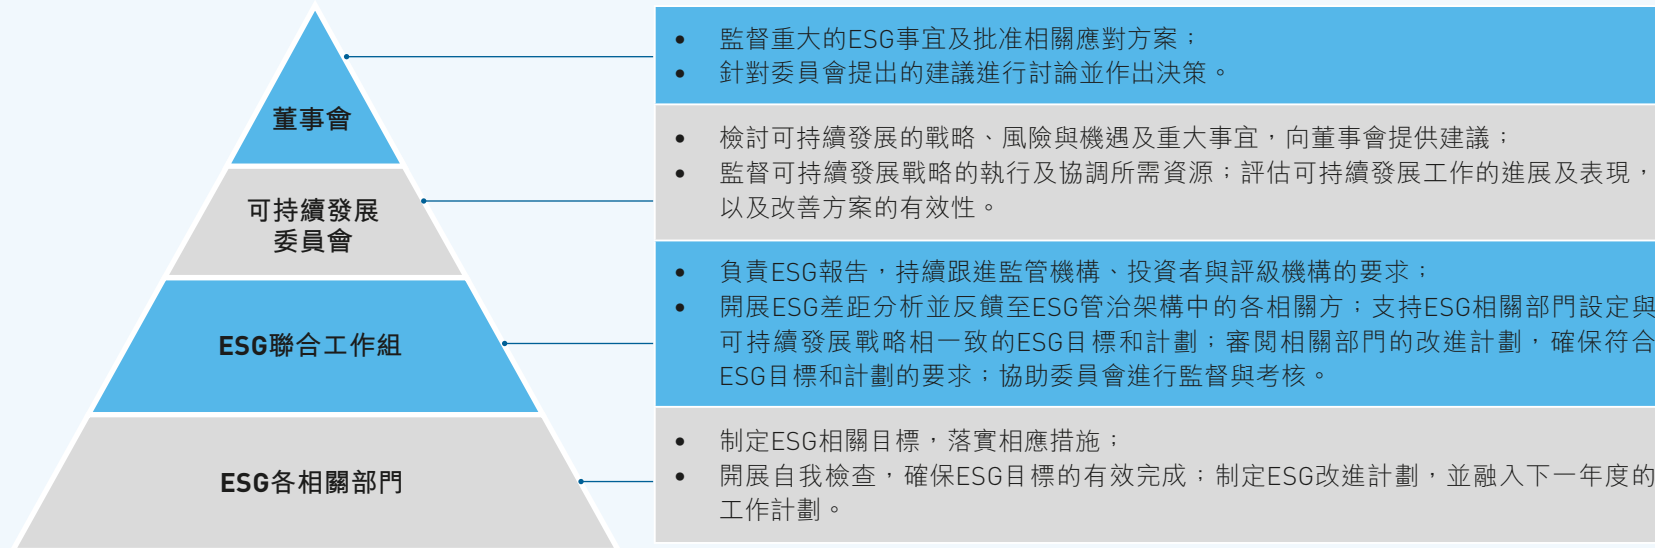 董事會
• 監督重大的ESG事宜及批准相關應對方案；
• 針對委員會提出的建議進行討論並作出決策。
可持續發展
委員會
• 檢討可持續發展的戰略、風險與機遇及重大事宜，向董事會提供建議；
• 監督可持續發展戰略的執行及協調所需資源；評估可持續發展工作的進展及表現，
以及改善方案的有效性。
ESG聯合工作組
• 負責ESG報告，持續跟進監管機構、投資者與評級機構的要求；
• 開展ESG差距分析並反饋至ESG管治架構中的各相關方；支持ESG相關部門設定與
可持續發展戰略相一致的ESG目標和計劃；審閱相關部門的改進計劃，確保符合
ESG目標和計劃的要求；協助委員會進行監督與考核。
ESG各相關部門
• 制定ESG相關目標，落實相應措施；
• 開展自我檢查，確保ESG目標的有效完成；制定ESG改進計劃，並融入下一年度的
工作計劃。